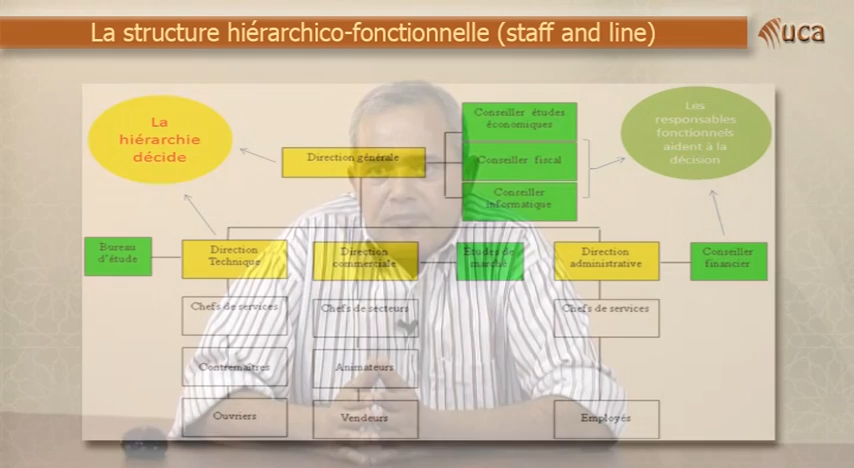 La structure hiérarchico-fonctionnelle (staff and line)
uca
La
hiérarchie
décide
Direction générale
Conseiller études
économiques
Conseiller fiscal
Conseiller
informatique
Les
responsables
fonctionnels
aident à la
décision
Bureau
d'étude
Direction
Technique
Direction
commerciale
Etudes de
marché
Direction
administrative
Conseiller
financier
Chefs de services
Chefs de secteurs
Chefs de services
Contremaîtres
Animateurs
Ouvriers
Vendeurs
Employés